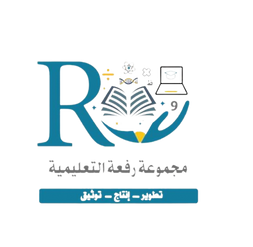 R
و
مجموعة رفعة التعليمية
تطوير – إنتاج – توثيق